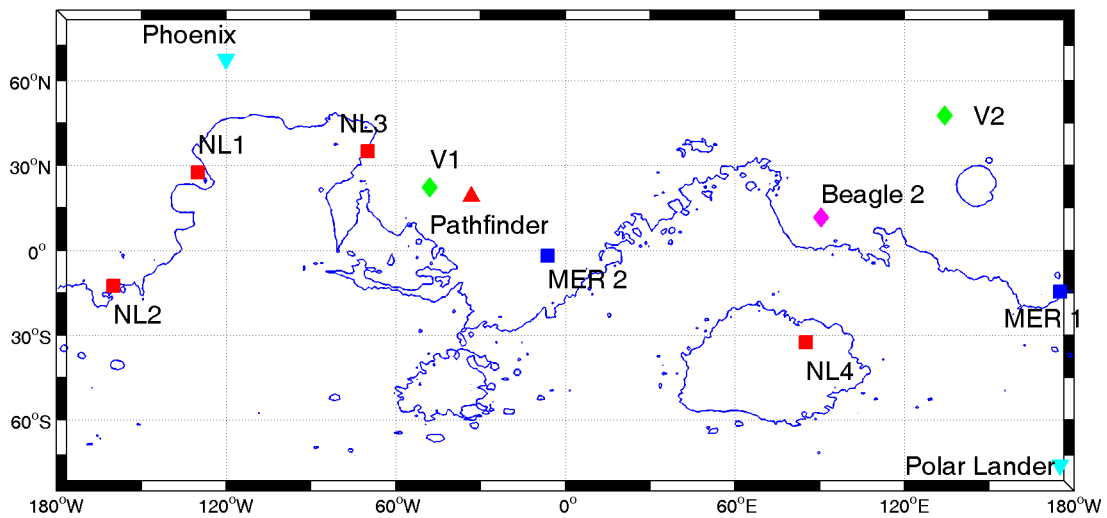 Phoenix
60°N
V2
NL3
NL1
V1
30°N
Beagle 2
Pathfinder
0°
MER 2
NL2
MER 1
30°S
NL4
60°S
Polar Lander
180°W
120°W
60°W
0°
60°E
120°E
180°W